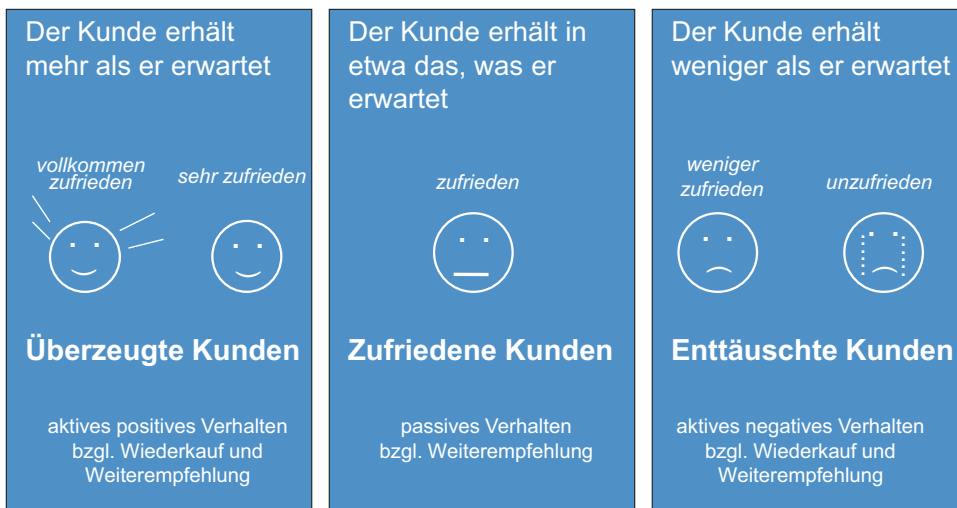 Der Kunde erhält
mehr als er erwartet
vollkommen
zufrieden
sehr zufrieden
Überzeugte Kunden
aktives positives Verhalten
bzgl. Wiederkauf und
Weiterempfehlung
Der Kunde erhält in
etwa das, was er
erwartet
zufrieden
Zufriedene Kunden
passives Verhalten
bzgl. Weiterempfehlung
Der Kunde erhält
weniger als er erwartet
weniger
zufrieden
unzufrieden
Enttäuschte Kunden
aktives negatives Verhalten
bzgl. Wiederkauf und
Weiterempfehlung